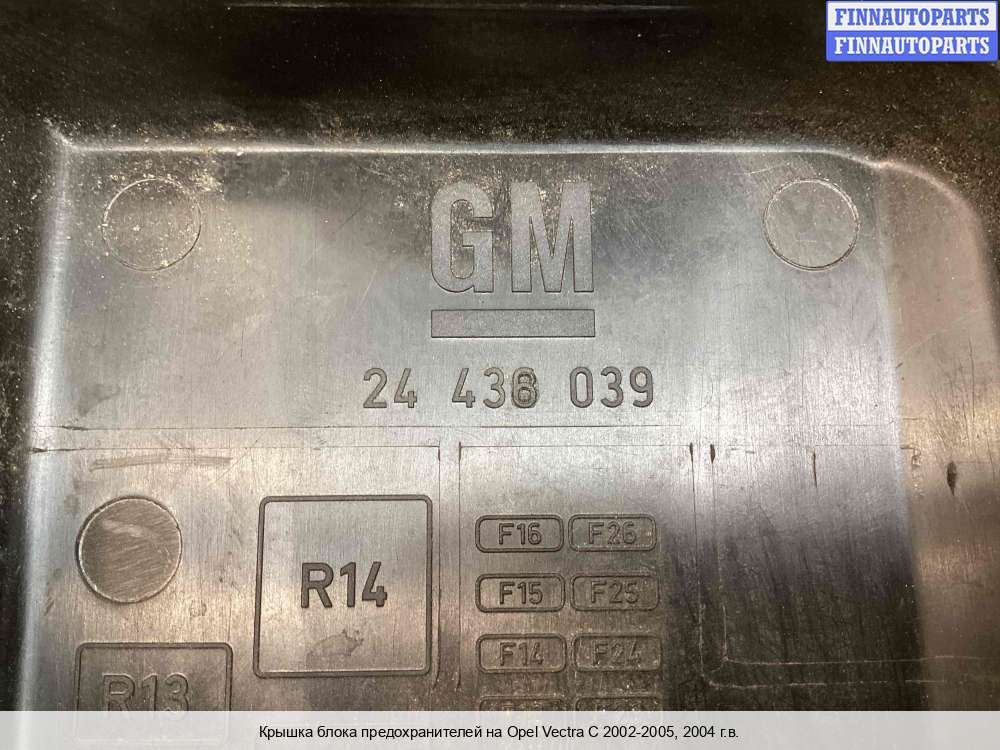 FINNAUTOPARTS
FINNAUTOPARTS
GM
24 438 039
F16 F26
R14
F15 F25
F14 F24
R13
Крышка блока предохранителей на Opel Vectra C 2002-2005, 2004 г.в.